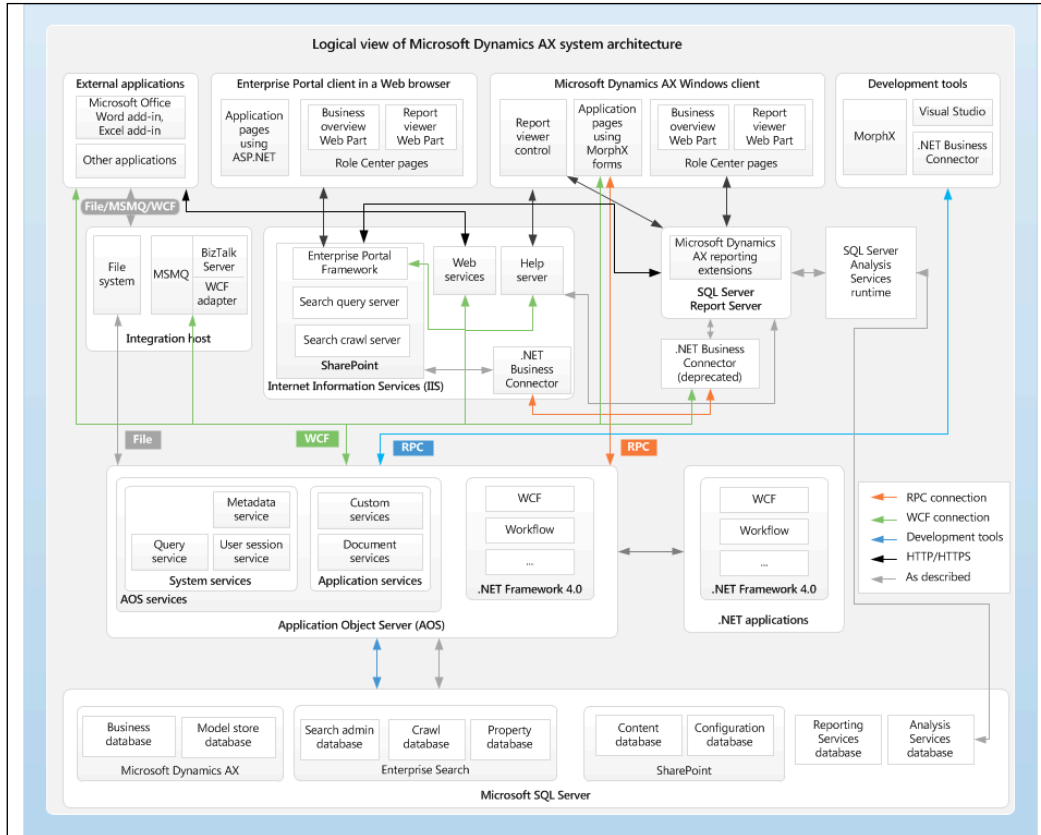 Logical view of Microsoft Dynamics AX system architecture
External applications
Microsoft Office
Word add-in,
Excel add-in
Other applications
Enterprise Portal client in a Web browser
Application
pages
using
ASP.NET
Business
overview
Web Part
Report
viewer
Web Part
Role Center pages
Microsoft Dynamics AX Windows client
Report
viewer
control
Application
pages
using
MorphX
forms
Business
overview
Web Part
Report
viewer
Web Part
Role Center pages
Development tools
MorphX
Visual Studio
.NET Business
Connector
File/MSMQ/WCF
File
system
MSMQ
BizTalk
Server
WCF
adapter
Integration host
Enterprise Portal
Framework
Search query server
Search crawl server
SharePoint
Web
services
Help
server
.NET
Business
Connector
Internet Information Services (IIS)
Microsoft Dynamics
AX reporting
extensions
SQL Server
Report Server
SQL Server
Analysis
Services
runtime
.NET Business
Connector
(deprecated)
File
WCF
RPC
RPC
Metadata
service
Query
service
User session
service
System services
AOS services
Custom
services
Document
services
Application services
WCF
Workflow
...
.NET Framework 4.0
Application Object Server (AOS)
WCF
Workflow
...
.NET Framework 4.0
.NET applications
RPC connection
WCF connection
Development tools
HTTP/HTTPS
As described
Business
database
Model store
database
Microsoft Dynamics AX
Search admin
database
Crawl
database
Property
database
Enterprise Search
Content
database
Configuration
database
SharePoint
Reporting
Services
database
Analysis
Services
database
Microsoft SQL Server